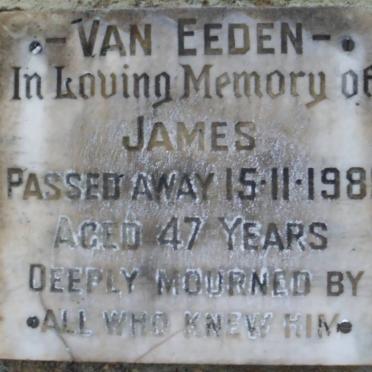 - VAN EEDEN -
In Loving Memory of
JAMES
PASSED AWAY 15·11·1981
AGED 47 YEARS
DEEPLY MOURNED BY
ALL WHO KNEW HIM